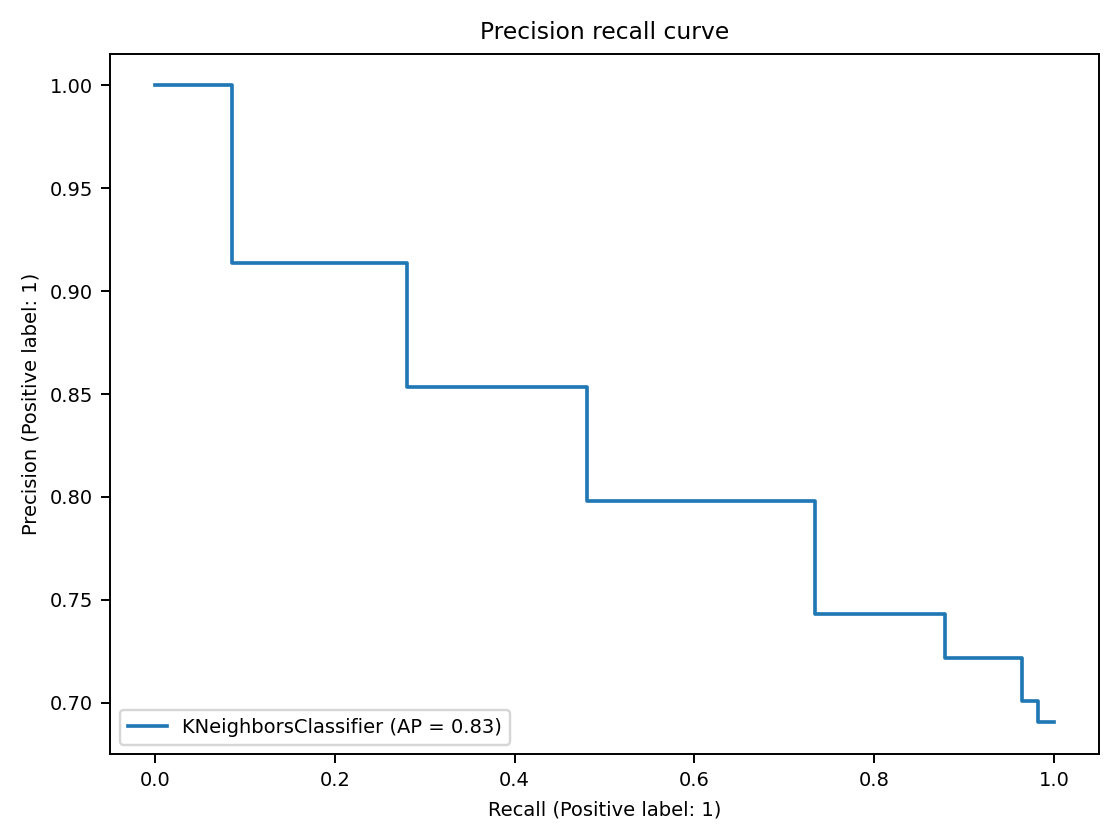 Precision recall curve
1.00
0.95
0.90
0.85
0.80
0.75
0.70
Precision (Positive label: 1)
KNeighborsClassifier (AP = 0.83)
0.0 0.2 0.4 0.6 0.8 1.0
Recall (Positive label: 1)